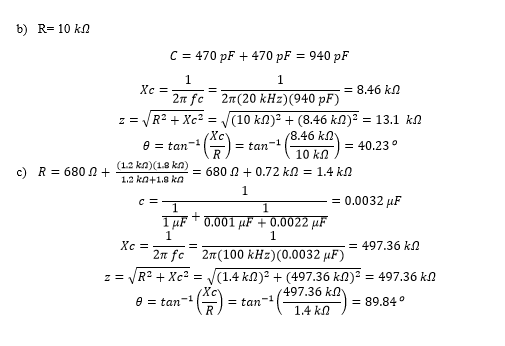 b) R= 10 kΩ
C = 470 pF + 470 pF = 940 pF
Xc = 1 / 2π fc = 1 / 2π(20 kHz)(940 pF) = 8.46 kΩ
z = √R² + Xc² = √(10 kΩ)² + (8.46 kΩ)² = 13.1 kΩ
θ = tan⁻¹ (Xc / R) = tan⁻¹ (8.46 kΩ / 10 kΩ) = 40.23 °
c) R = 680 Ω + (1.2 kΩ)(1.8 kΩ) / 1.2 kΩ+1.8 kΩ = 680 Ω + 0.72 kΩ = 1.4 kΩ
c = 1 / (1 / 1 μF + 1 / 0.001 μF + 0.0022 μF) = 0.0032 μF
Xc = 1 / 2π fc = 1 / 2π(100 kHz)(0.0032 μF) = 497.36 kΩ
z = √R² + Xc² = √(1.4 kΩ)² + (497.36 kΩ)² = 497.36 kΩ
θ = tan⁻¹ (Xc / R) = tan⁻¹ (497.36 kΩ / 1.4 kΩ) = 89.84 °